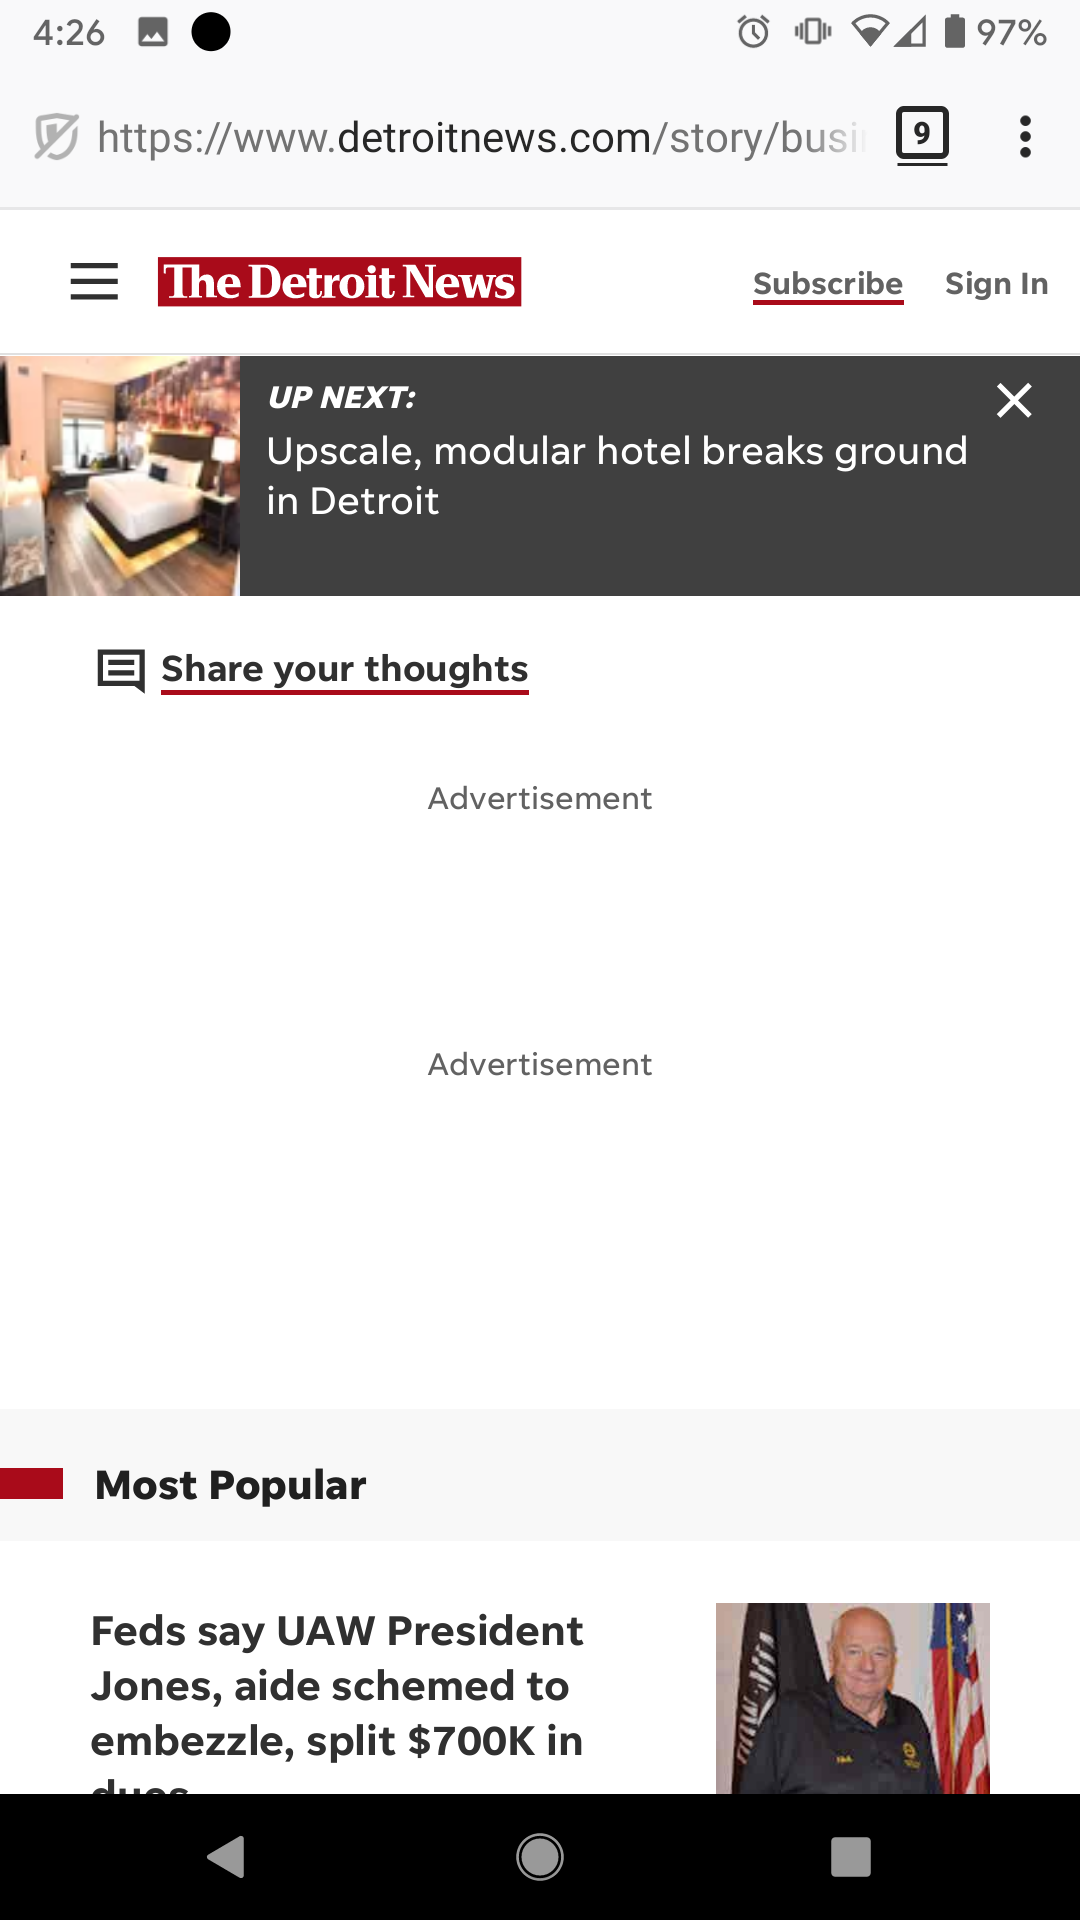 4:26
97%
https://www.detroitnews.com/story/busi
9
The Detroit News
Subscribe
Sign In
UP NEXT:
Upscale, modular hotel breaks ground
in Detroit
Share your thoughts
Advertisement
Advertisement
Most Popular
Feds say UAW President
Jones, aide schemed to
embezzle, split $700K in
dues